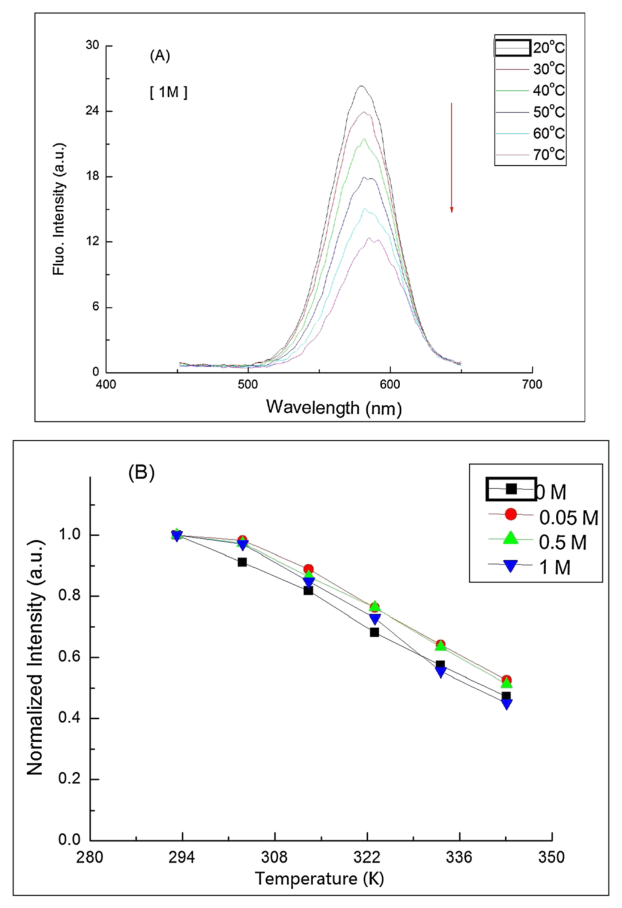 (A)
[ 1M ]
20°C
30°C
40°C
50°C
60°C
70°C
30
24
18
12
6
0
400
500
600
700
Fluo. Intensity (a.u.)
Wavelength (nm)
(B)
0 M
0.05 M
0.5 M
1 M
1.0
0.8
0.6
0.4
0.2
0.0
280
294
308
322
336
350
Normalized Intensity (a.u.)
Temperature (K)